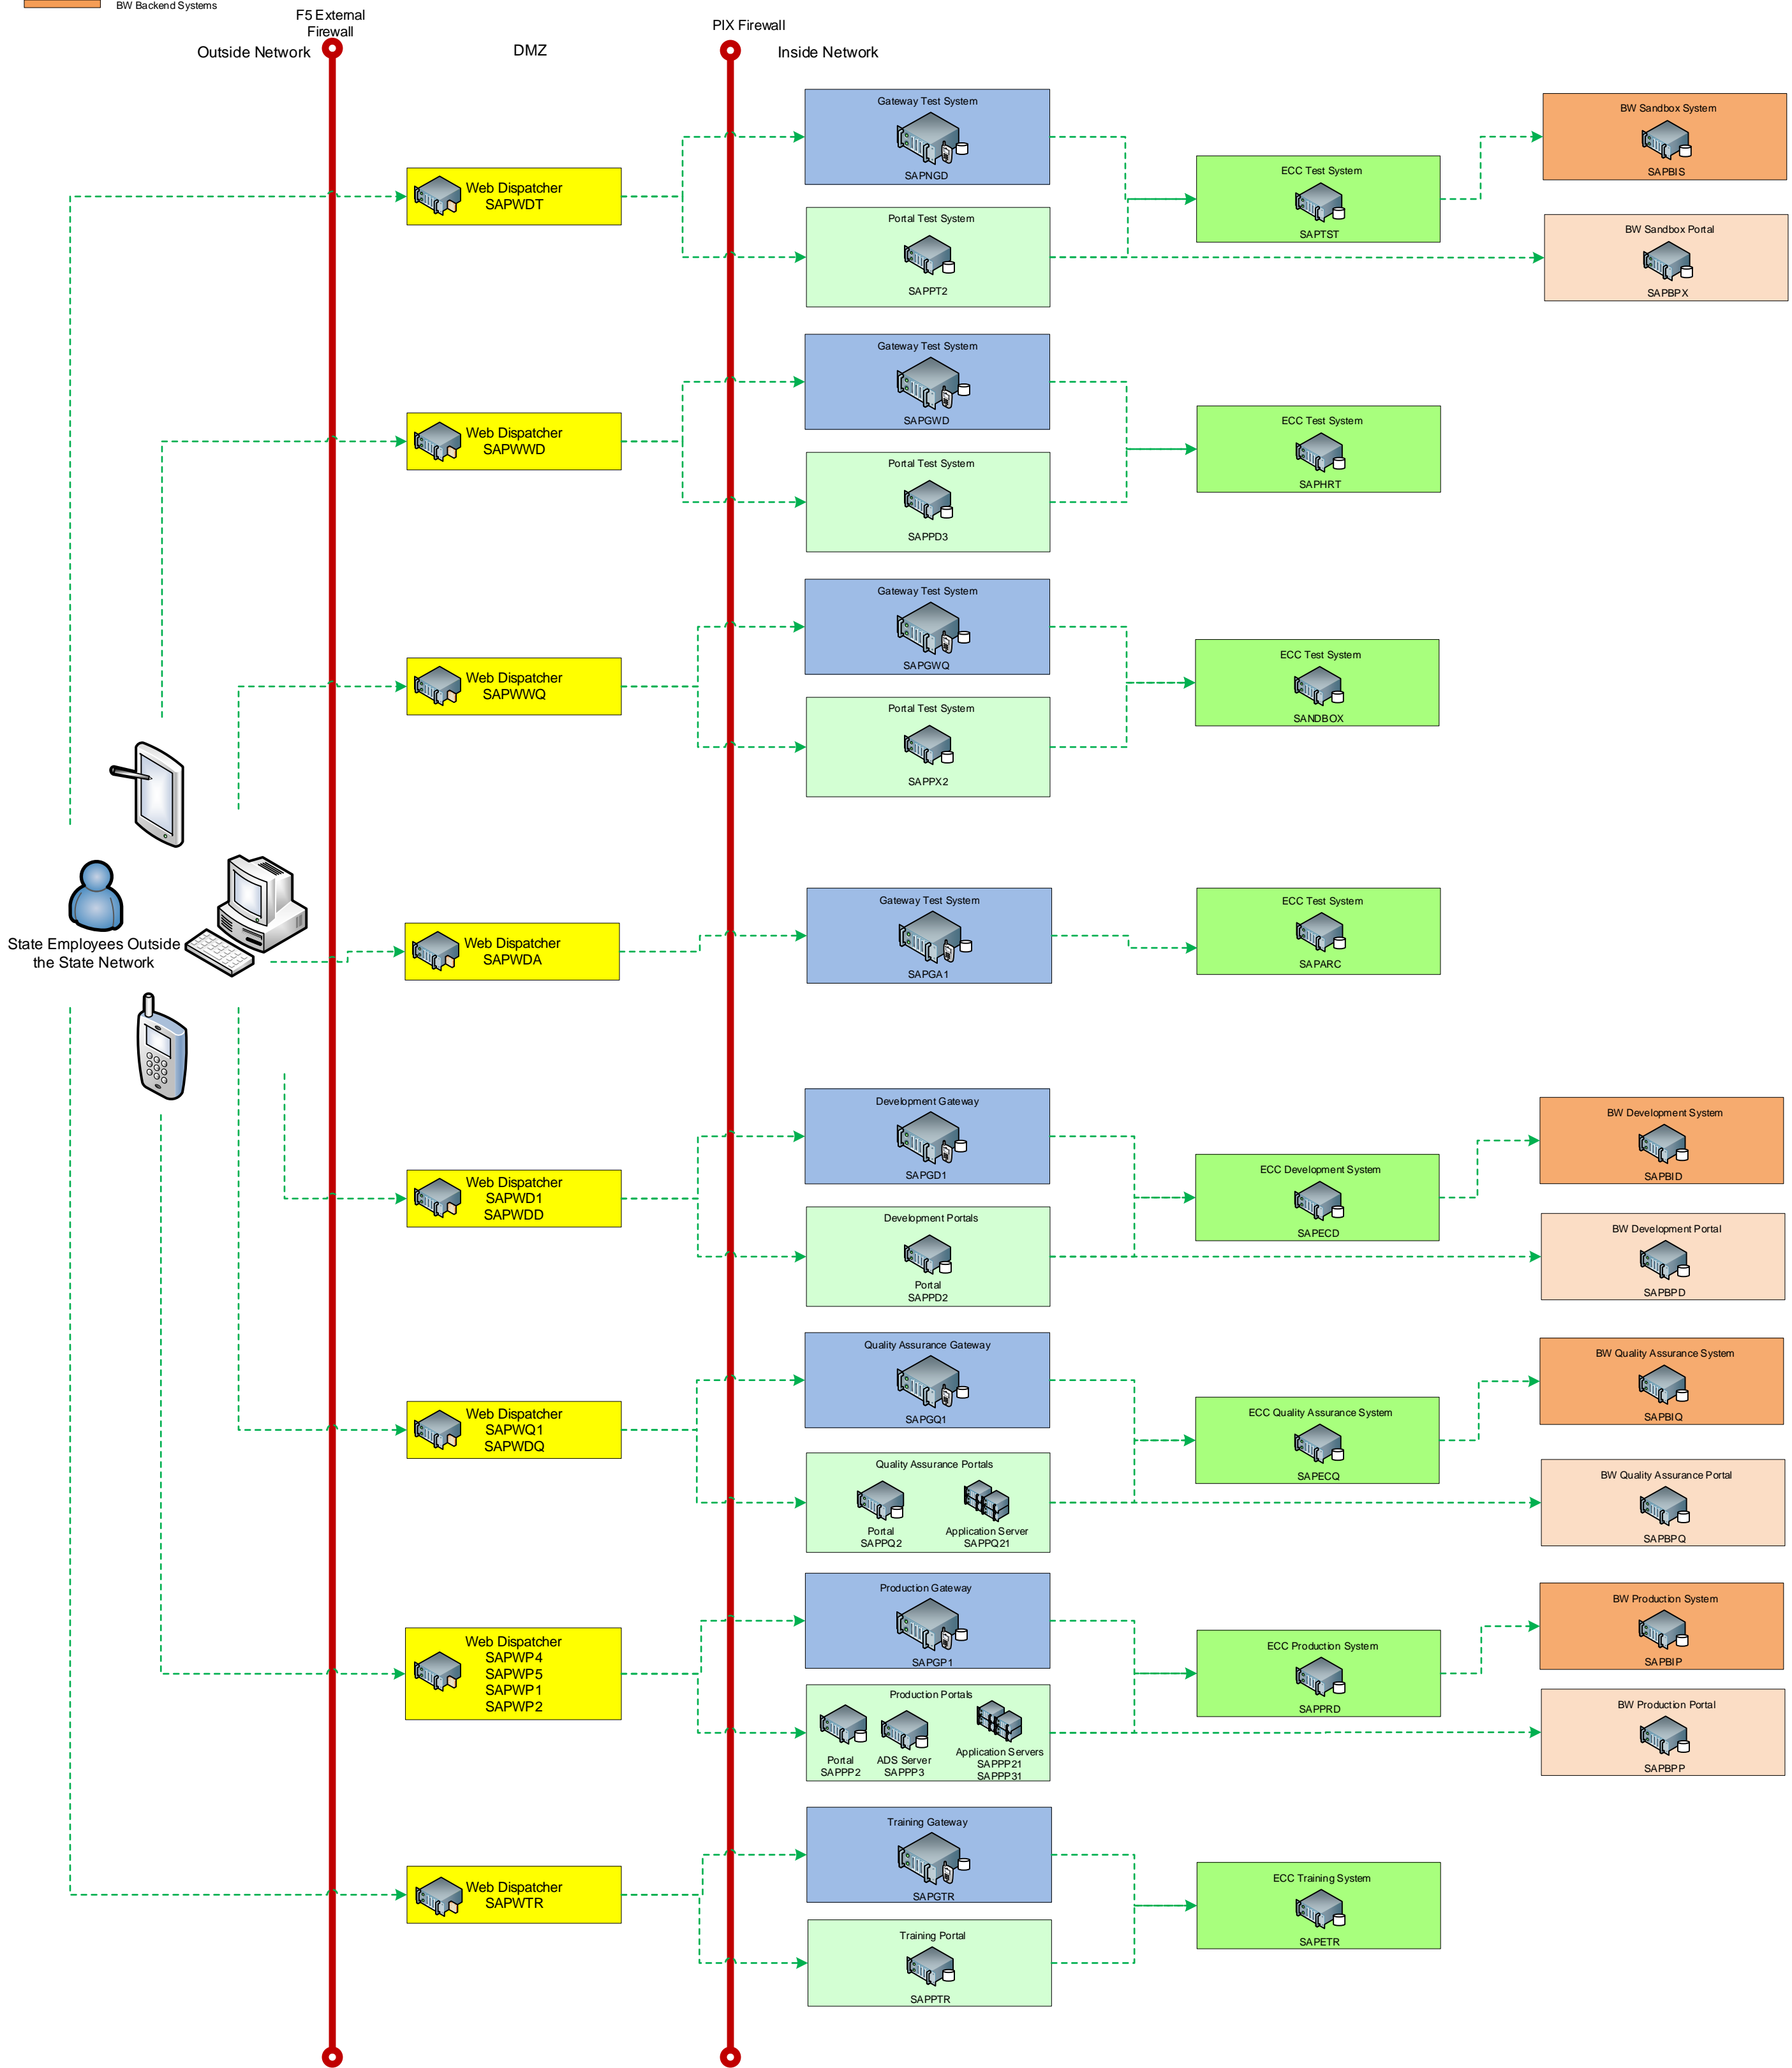 BW Backend Systems
F5 External
Firewall
PIX Firewall
Outside Network
DMZ
Inside Network
Web Dispatcher
SAPWDT
Gateway Test System
SAPNGD
Portal Test System
SAPPT2
ECC Test System
SAPTST
BW Sandbox System
SAPBIS
BW Sandbox Portal
SAPBPX
Web Dispatcher
SAPWWD
Gateway Test System
SAPGWD
Portal Test System
SAPPD3
ECC Test System
SAPHRT
Web Dispatcher
SAPWWQ
Gateway Test System
SAPGWQ
Portal Test System
SAPPX2
ECC Test System
SANDBOX
State Employees Outside
the State Network
Web Dispatcher
SAPWDA
Gateway Test System
SAPGA1
ECC Test System
SAPARC
Web Dispatcher
SAPWD1
SAPWDD
Development Gateway
SAPGD1
Development Portals
Portal
SAPPD2
ECC Development System
SAPECD
BW Development System
SAPBID
BW Development Portal
SAPBPD
Web Dispatcher
SAPWQ1
SAPWDQ
Quality Assurance Gateway
SAPGQ1
Quality Assurance Portals
Portal
SAPPQ2
Application Server
SAPPQ21
ECC Quality Assurance System
SAPECQ
BW Quality Assurance System
SAPBIQ
BW Quality Assurance Portal
SAPBPQ
Web Dispatcher
SAPWP4
SAPWP5
SAPWP1
SAPWP2
Production Gateway
SAPGP1
Production Portals
Portal
SAPPP2
ADS Server
SAPPP3
Application Servers
SAPPP21
SAPPP31
ECC Production System
SAPPRD
BW Production System
SAPBIP
BW Production Portal
SAPBPP
Web Dispatcher
SAPWTR
Training Gateway
SAPGTR
Training Portal
SAPPTR
ECC Training System
SAPETR